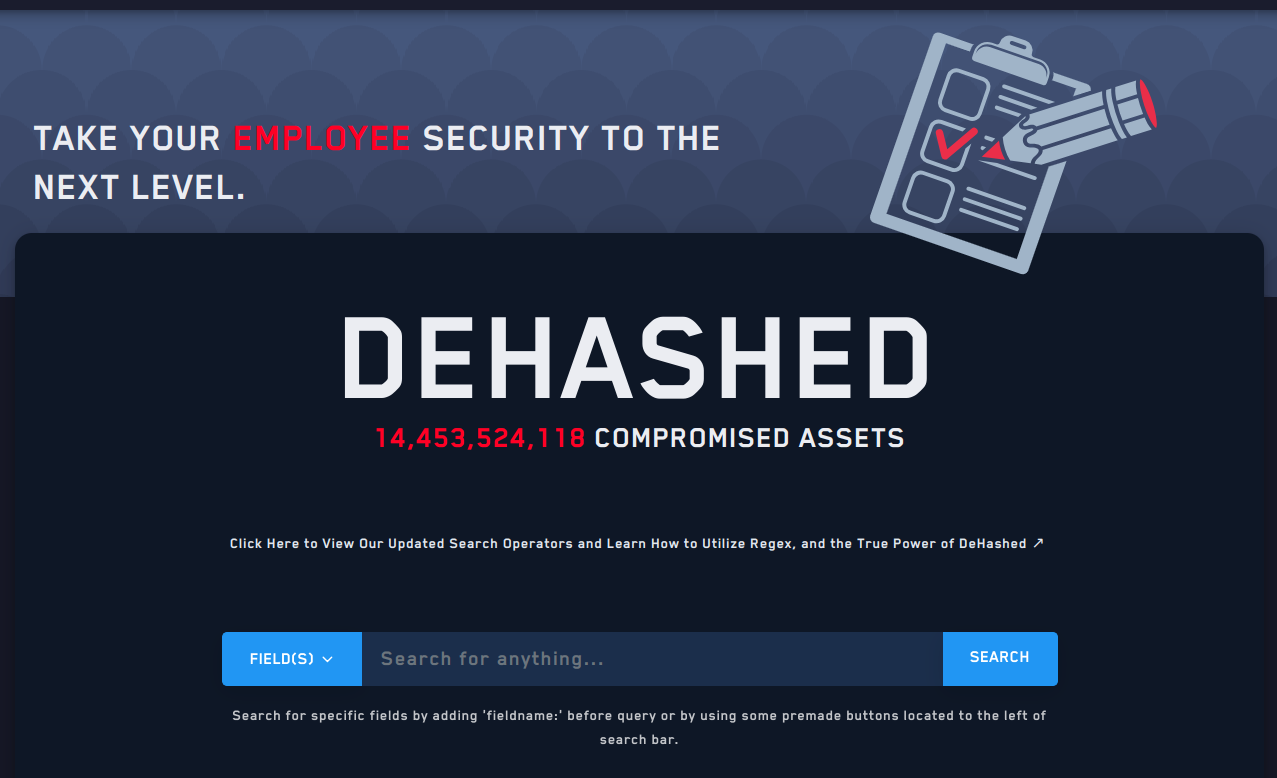 TAKE YOUR EMPLOYEE SECURITY TO THE
NEXT LEVEL.
DEHASHED
14,453,524,118 COMPROMISED ASSETS
Click Here to View Our Updated Search Operators and Learn How to Utilize Regex, and the True Power of DeHashed ↗
FIELD(S)
Search for anything...
SEARCH
Search for specific fields by adding 'fieldname:' before query or by using some premade buttons located to the left of
search bar.